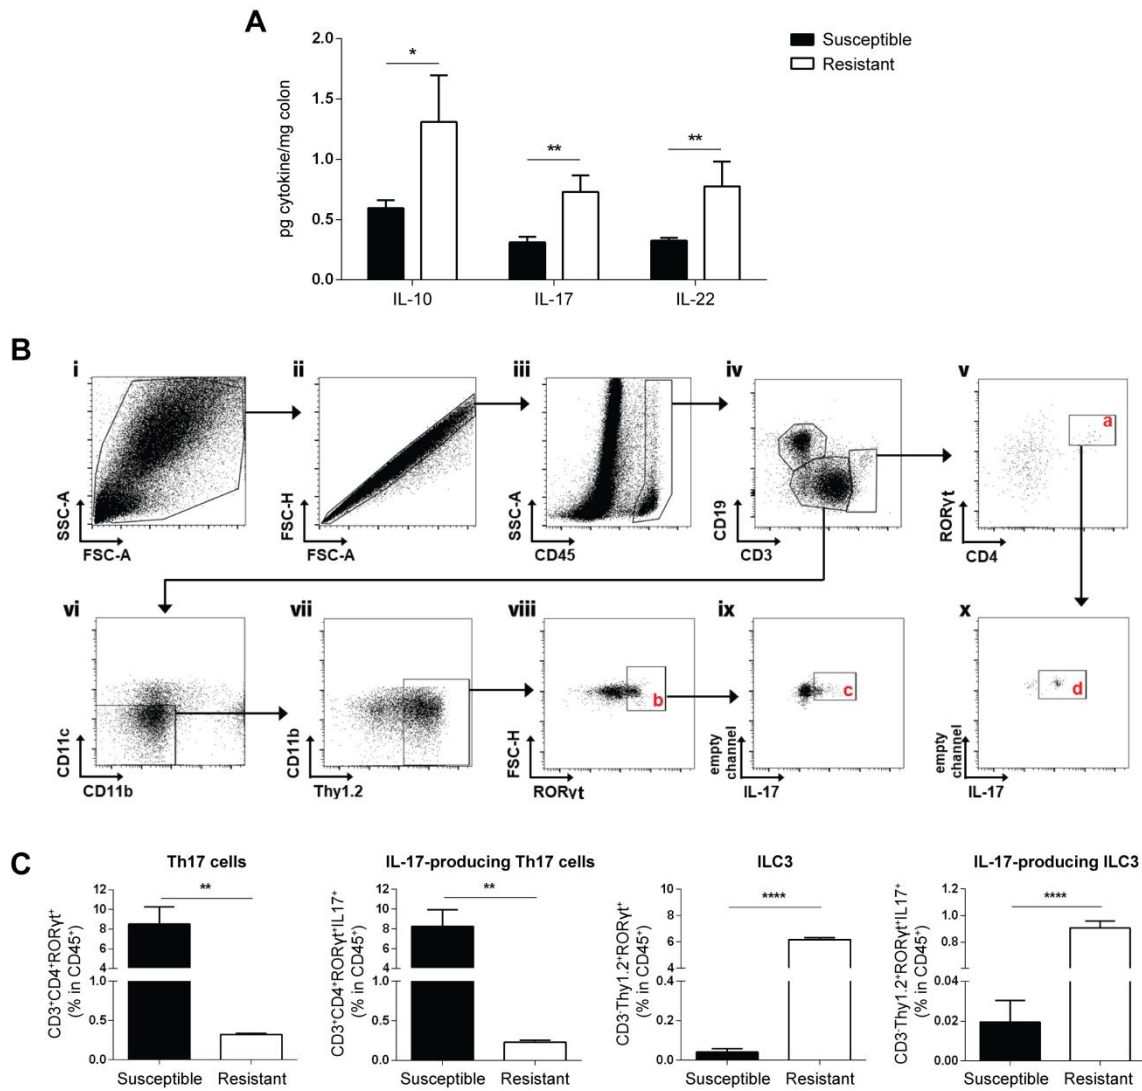 A
2.0
1.5
1.0
0.5
0.0
pg cytokine/mg colon
*
**
**
IL-10
IL-17
IL-22
Susceptible
Resistant
B
i
SSC-A
FSC-A
ii
FSC-H
FSC-A
iii
SSC-A
CD45
iv
CD19
CD3
v
a
RORγt
CD4
vi
CD11c
CD11b
vii
CD11b
Thy1.2
viii
b
FSC-H
RORγt
ix
c
empty
channel
IL-17
x
d
empty
channel
IL-17
C
Th17 cells
CD3⁺CD4⁺RORγt⁺
(% in CD45⁺)
12
10
8
6
4
1.0
0.5
0.0
**
Susceptible
Resistant
IL-17-producing Th17 cells
CD3⁺CD4⁺RORγt⁺IL17⁺
(% in CD45⁺)
12
10
8
6
4
1.0
0.5
0.0
**
Susceptible
Resistant
ILC3
CD3⁻Thy1.2⁺RORγt⁺
(% in CD45⁺)
10
8
6
4
0.4
0.2
0.0
****
Susceptible
Resistant
IL-17-producing ILC3
CD3⁻Thy1.2⁺RORγt⁺IL17⁺
(% in CD45⁺)
1.2
1.0
0.8
0.6
0.04
0.02
0.00
****
Susceptible
Resistant